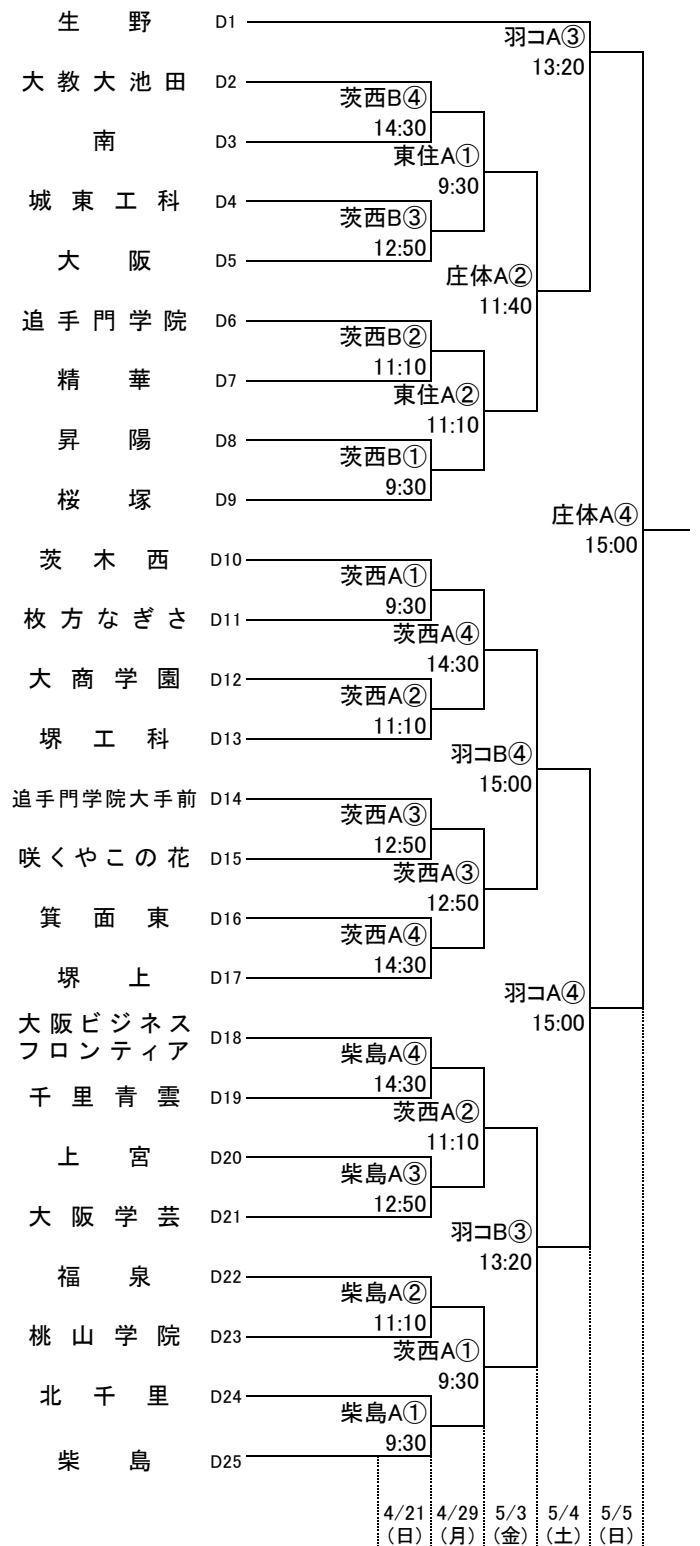 生 野 D1
羽コA③
13:20
大 教 大 池 田 D2
茨西B④
14:30
南 D3
東住A①
9:30
城 東 工 科 D4
茨西B③
12:50
大 阪 D5
庄体A②
11:40
追 手 門 学 院 D6
茨西B②
11:10
精 華 D7
東住A②
11:10
昇 陽 D8
茨西B①
9:30
桜 塚 D9
庄体A④
15:00
茨 木 西 D10
茨西A①
9:30
枚 方 な ぎ さ D11
茨西A④
14:30
大 商 学 園 D12
茨西A②
11:10
堺 工 科 D13
羽コB④
15:00
追手門学院大手前 D14
茨西A③
12:50
咲 く や こ の 花 D15
茨西A③
12:50
箕 面 東 D16
茨西A④
14:30
堺 上 D17
羽コA④
15:00
大 阪 ビ ジ ネ ス
フ ロ ン テ ィ ア D18
柴島A④
14:30
千 里 青 雲 D19
茨西A②
11:10
上 宮 D20
柴島A③
12:50
大 阪 学 芸 D21
羽コB③
13:20
福 泉 D22
柴島A②
11:10
桃 山 学 院 D23
茨西A①
9:30
北 千 里 D24
柴島A①
9:30
柴 島 D25
4/21 4/29 5/3 5/4 5/5
(日) (月) (金) (土) (日)